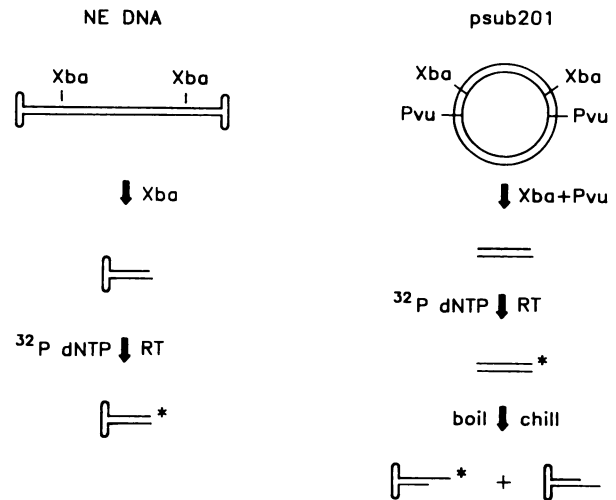 NE DNA
Xba Xba
Xba
³²P dNTP RT
*
psub201
Xba Xba
Pvu Pvu
Xba+Pvu
³²P dNTP RT
*
boil chill
* +